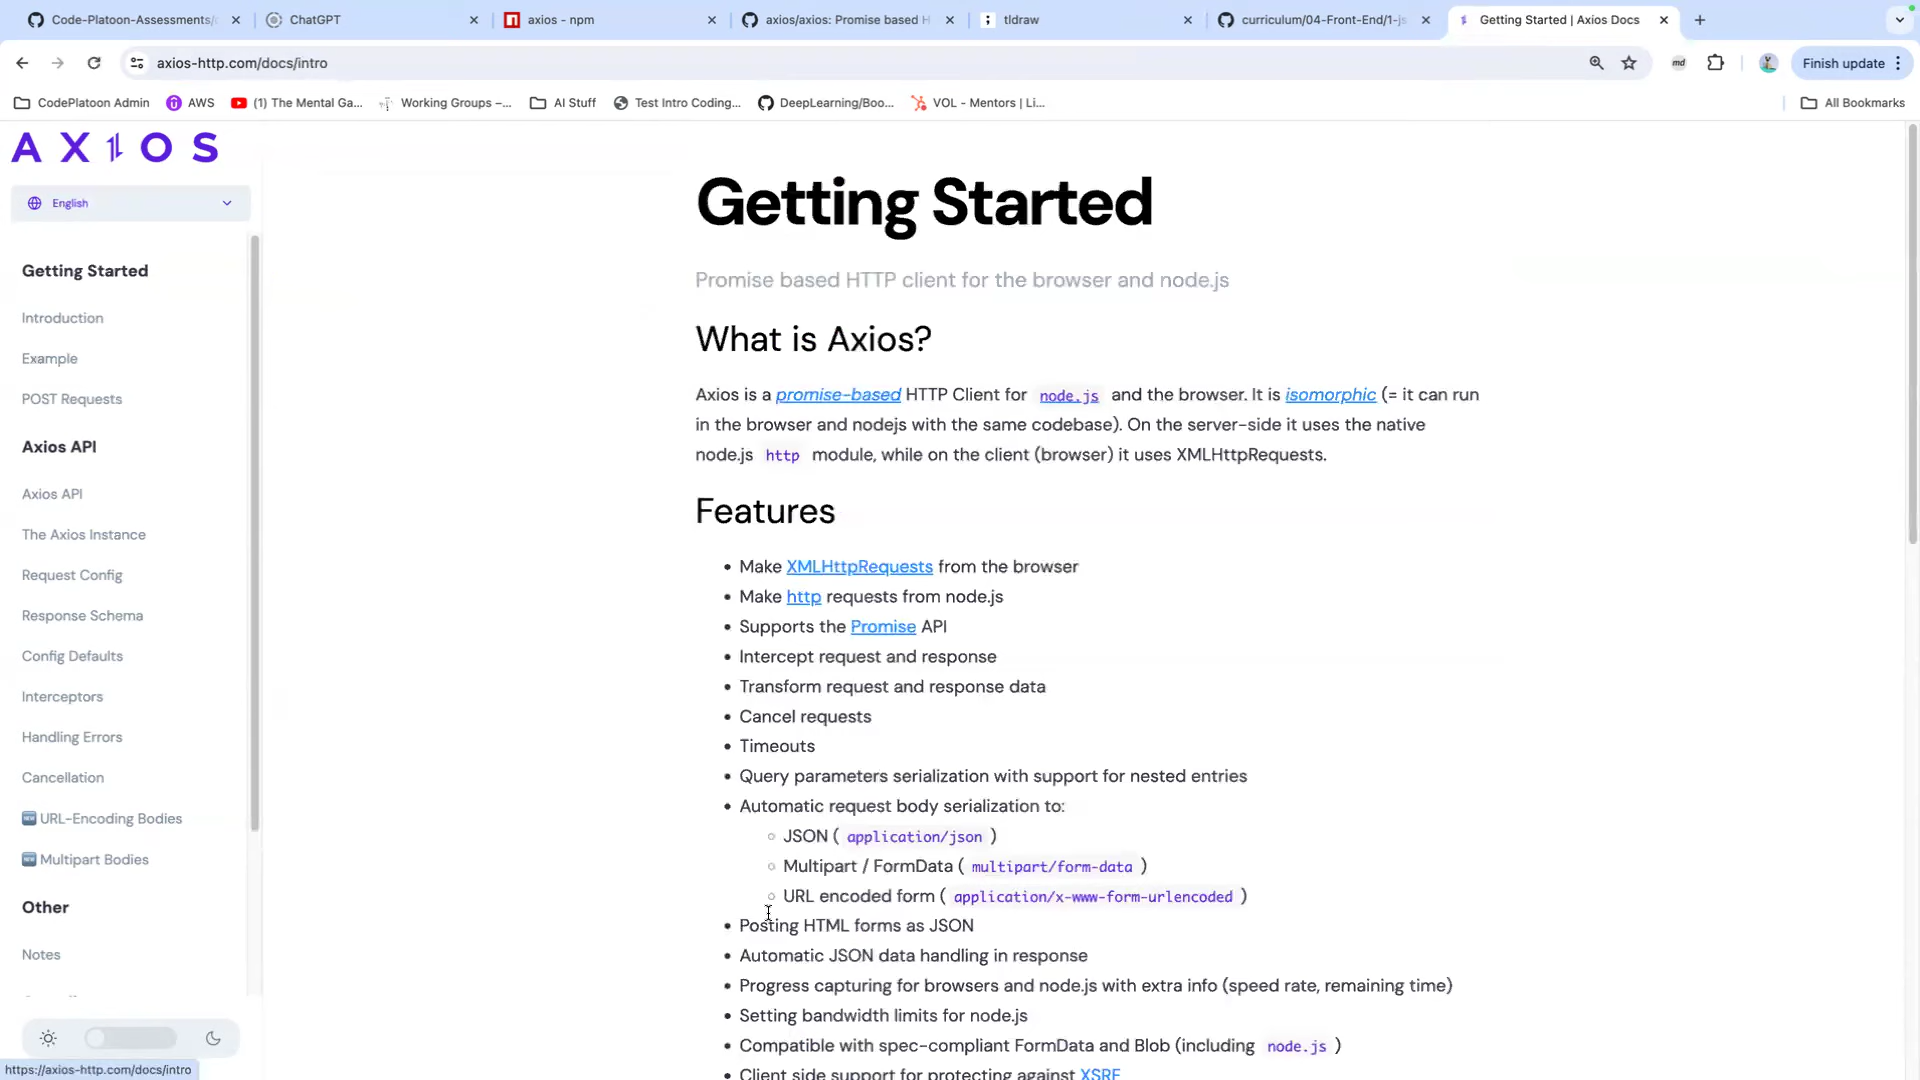 Code-Platoon-Assessments/
ChatGPT
axios - npm
axios/axios: Promise based H
tldraw
curriculum/04-Front-End/1-js
Getting Started | Axios Docs
axios-http.com/docs/intro
md
Finish update
CodePlatoon Admin
AWS
(1) The Mental Ga...
Working Groups –...
AI Stuff
Test Intro Coding...
DeepLearning/Boo...
VOL - Mentors | Li...
All Bookmarks
AXIOS
English
Getting Started
Introduction
Example
POST Requests
Axios API
Axios API
The Axios Instance
Request Config
Response Schema
Config Defaults
Interceptors
Handling Errors
Cancellation
URL-Encoding Bodies
Multipart Bodies
Other
Notes
https://axios-http.com/docs/intro
Getting Started
Promise based HTTP client for the browser and node.js
What is Axios?
Axios is a promise-based HTTP Client for node.js and the browser. It is isomorphic (= it can run
in the browser and nodejs with the same codebase). On the server-side it uses the native
node.js http module, while on the client (browser) it uses XMLHttpRequests.
Features
• Make XMLHttpRequests from the browser
• Make http requests from node.js
• Supports the Promise API
• Intercept request and response
• Transform request and response data
• Cancel requests
• Timeouts
• Query parameters serialization with support for nested entries
• Automatic request body serialization to:
○ JSON ( application/json )
○ Multipart / FormData ( multipart/form-data )
○ URL encoded form ( application/x-www-form-urlencoded )
• Posting HTML forms as JSON
• Automatic JSON data handling in response
• Progress capturing for browsers and node.js with extra info (speed rate, remaining time)
• Setting bandwidth limits for node.js
• Compatible with spec-compliant FormData and Blob (including node.js )
• Client side support for protecting against XSRF